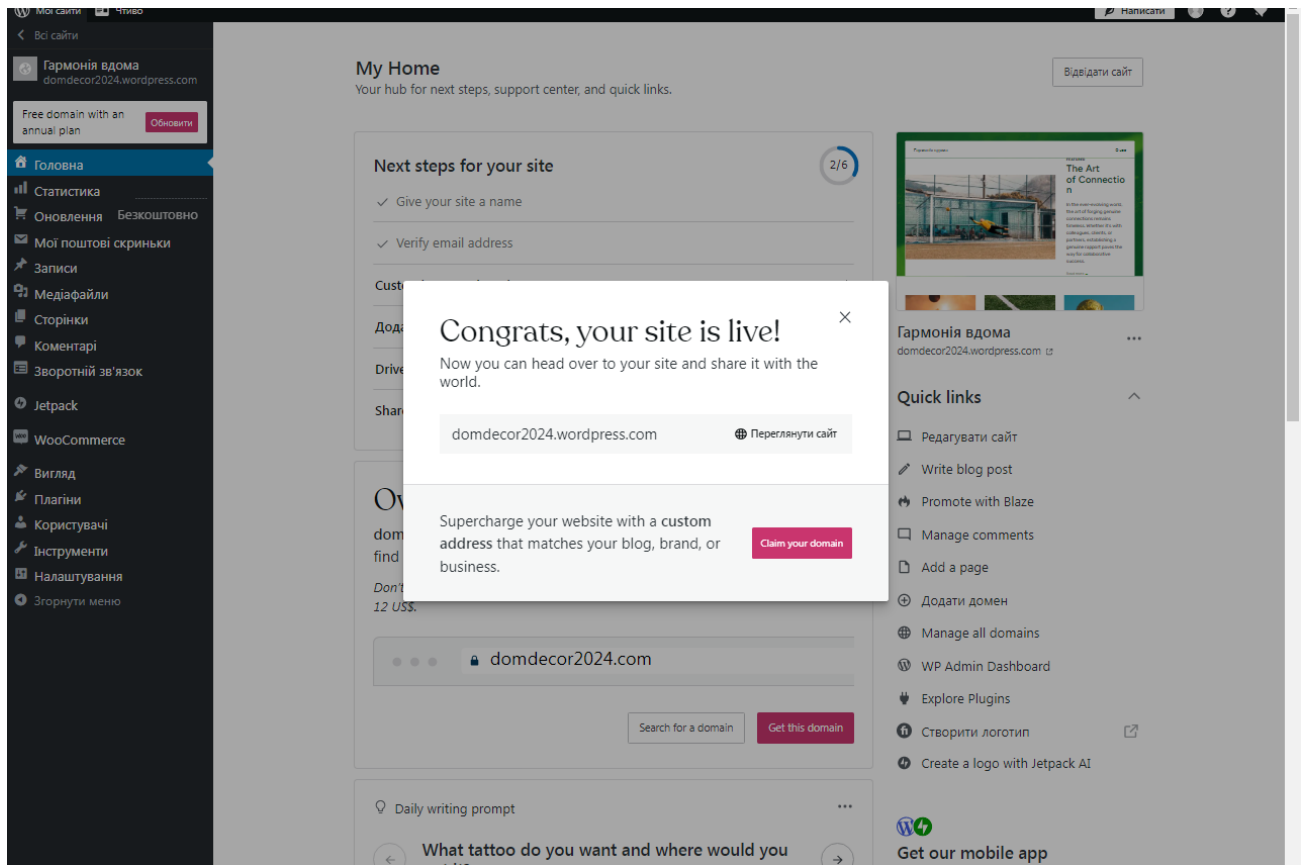 Мої сайти
Чтиво
Написати
Всі сайти
Гармонія вдома
domdecor2024.wordpress.com
Free domain with an
annual plan
Обновити
Головна
Статистика
Оновлення Безкоштовно
Мої поштові скриньки
Записи
Медіафайли
Сторінки
Коментарі
Зворотній зв'язок
Jetpack
WooCommerce
Вигляд
Плагіни
Користувачі
Інструменти
Налаштування
Згорнути меню
My Home
Your hub for next steps, support center, and quick links.
Відвідати сайт
Next steps for your site
2/6
Give your site a name
Verify email address
Congrats, your site is live!
Now you can head over to your site and share it with the
world.
domdecor2024.wordpress.com
Переглянути сайт
Supercharge your website with a custom
address that matches your blog, brand, or
business.
Claim your domain
12 US$.
domdecor2024.com
Search for a domain
Get this domain
Daily writing prompt
What tattoo do you want and where would you
The Art
of Connectio
n
Гармонія вдома
domdecor2024.wordpress.com
Quick links
Редагувати сайт
Write blog post
Promote with Blaze
Manage comments
Add a page
Додати домен
Manage all domains
WP Admin Dashboard
Explore Plugins
Створити логотип
Create a logo with Jetpack AI
Get our mobile app